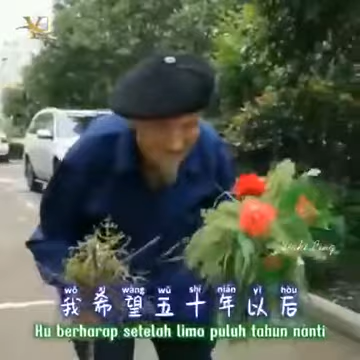 wǒ xī wàng wǔ shí nián yǐ hòu
我希望五十年以后
Ku berharap setelah lima puluh tahun nanti